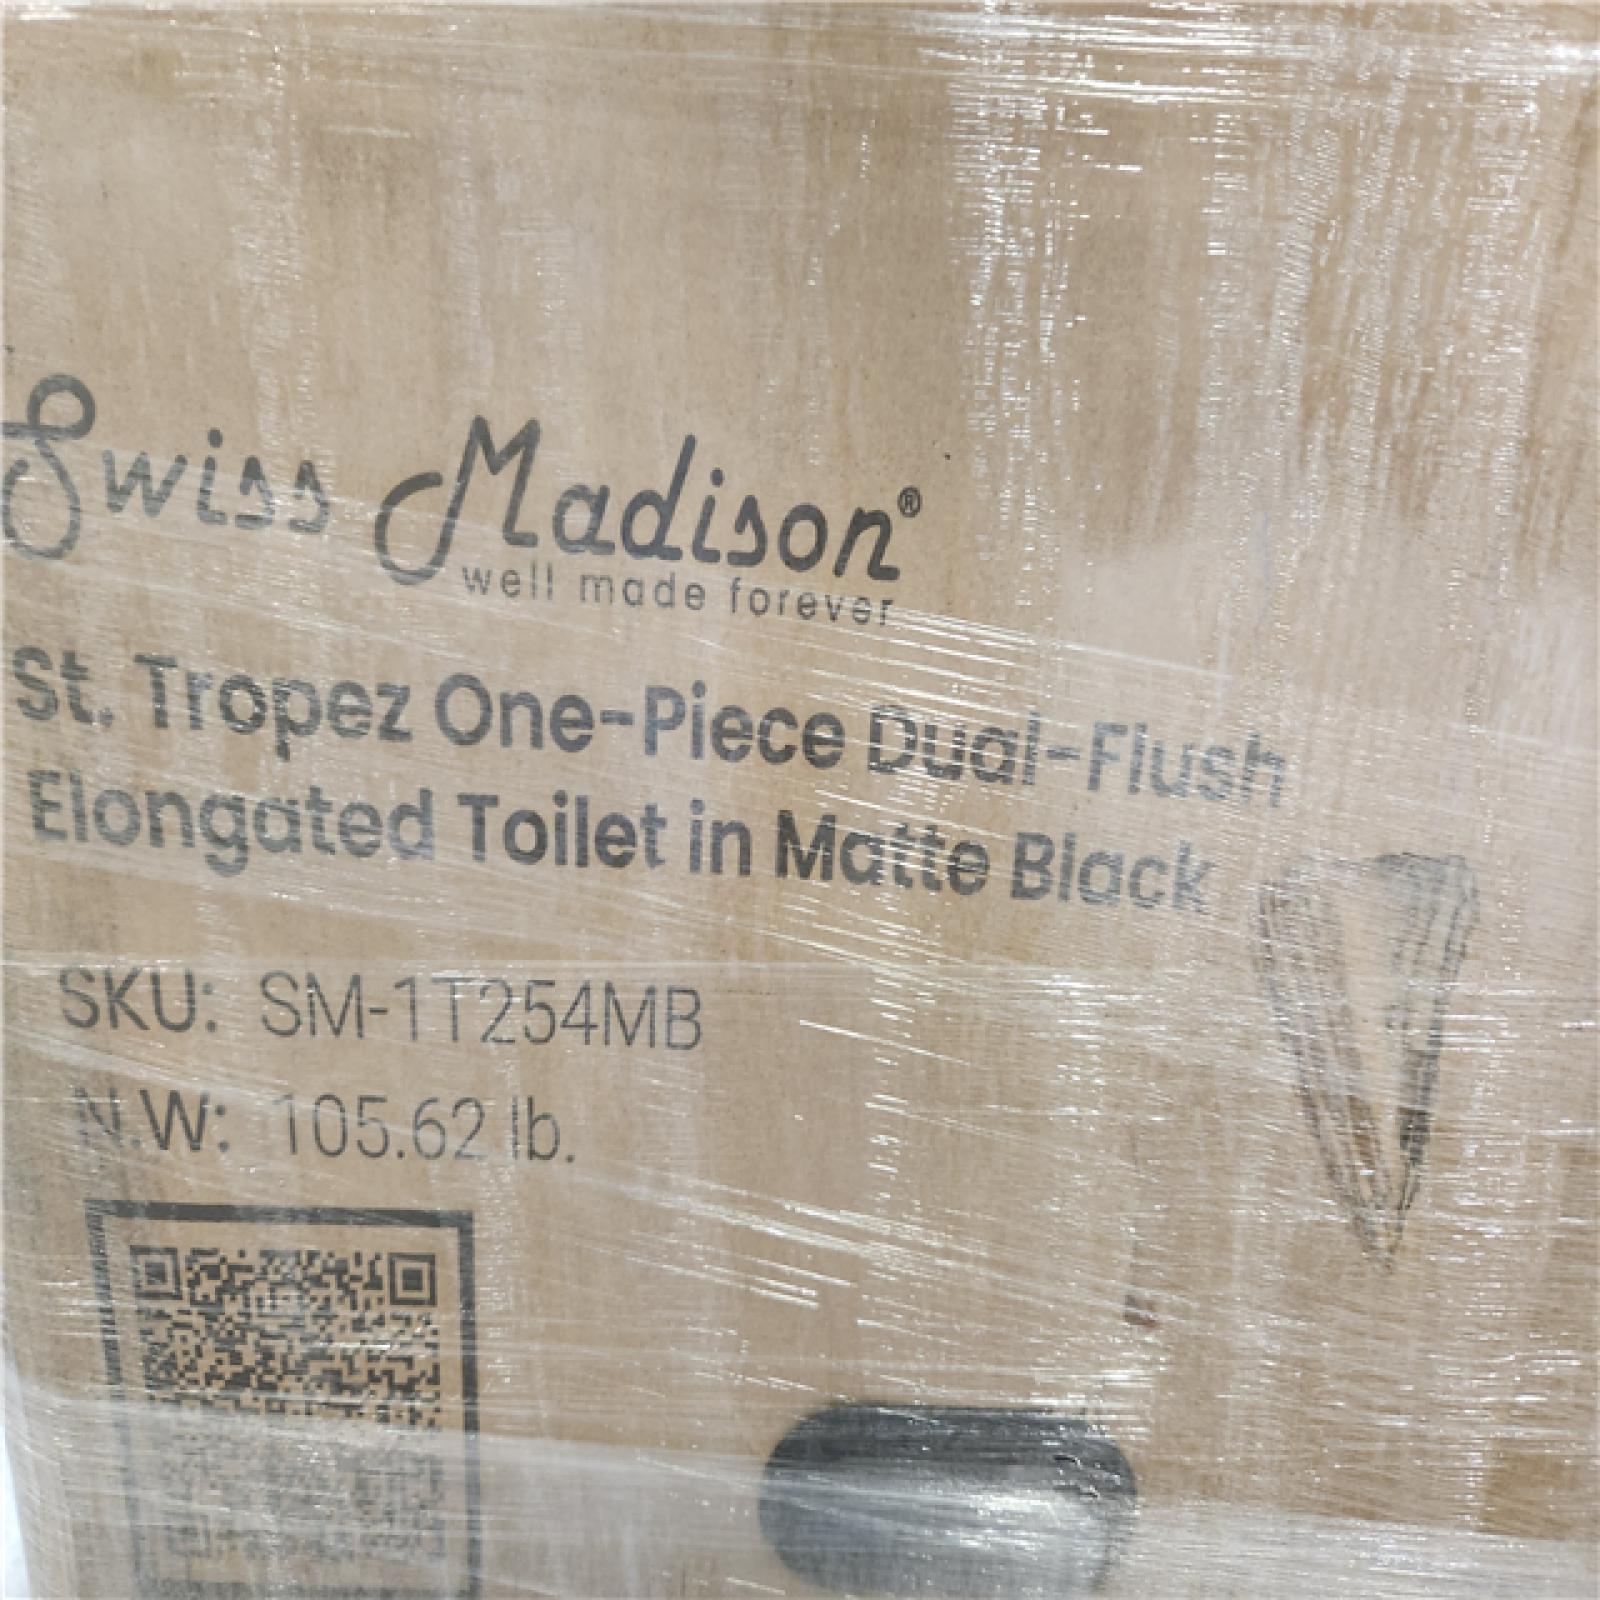 Swiss Madison®
well made forever
St. Tropez One-Piece Dual-Flush
Elongated Toilet in Matte Black
SKU: SM-1T254MB
N.W: 105.62 lb.